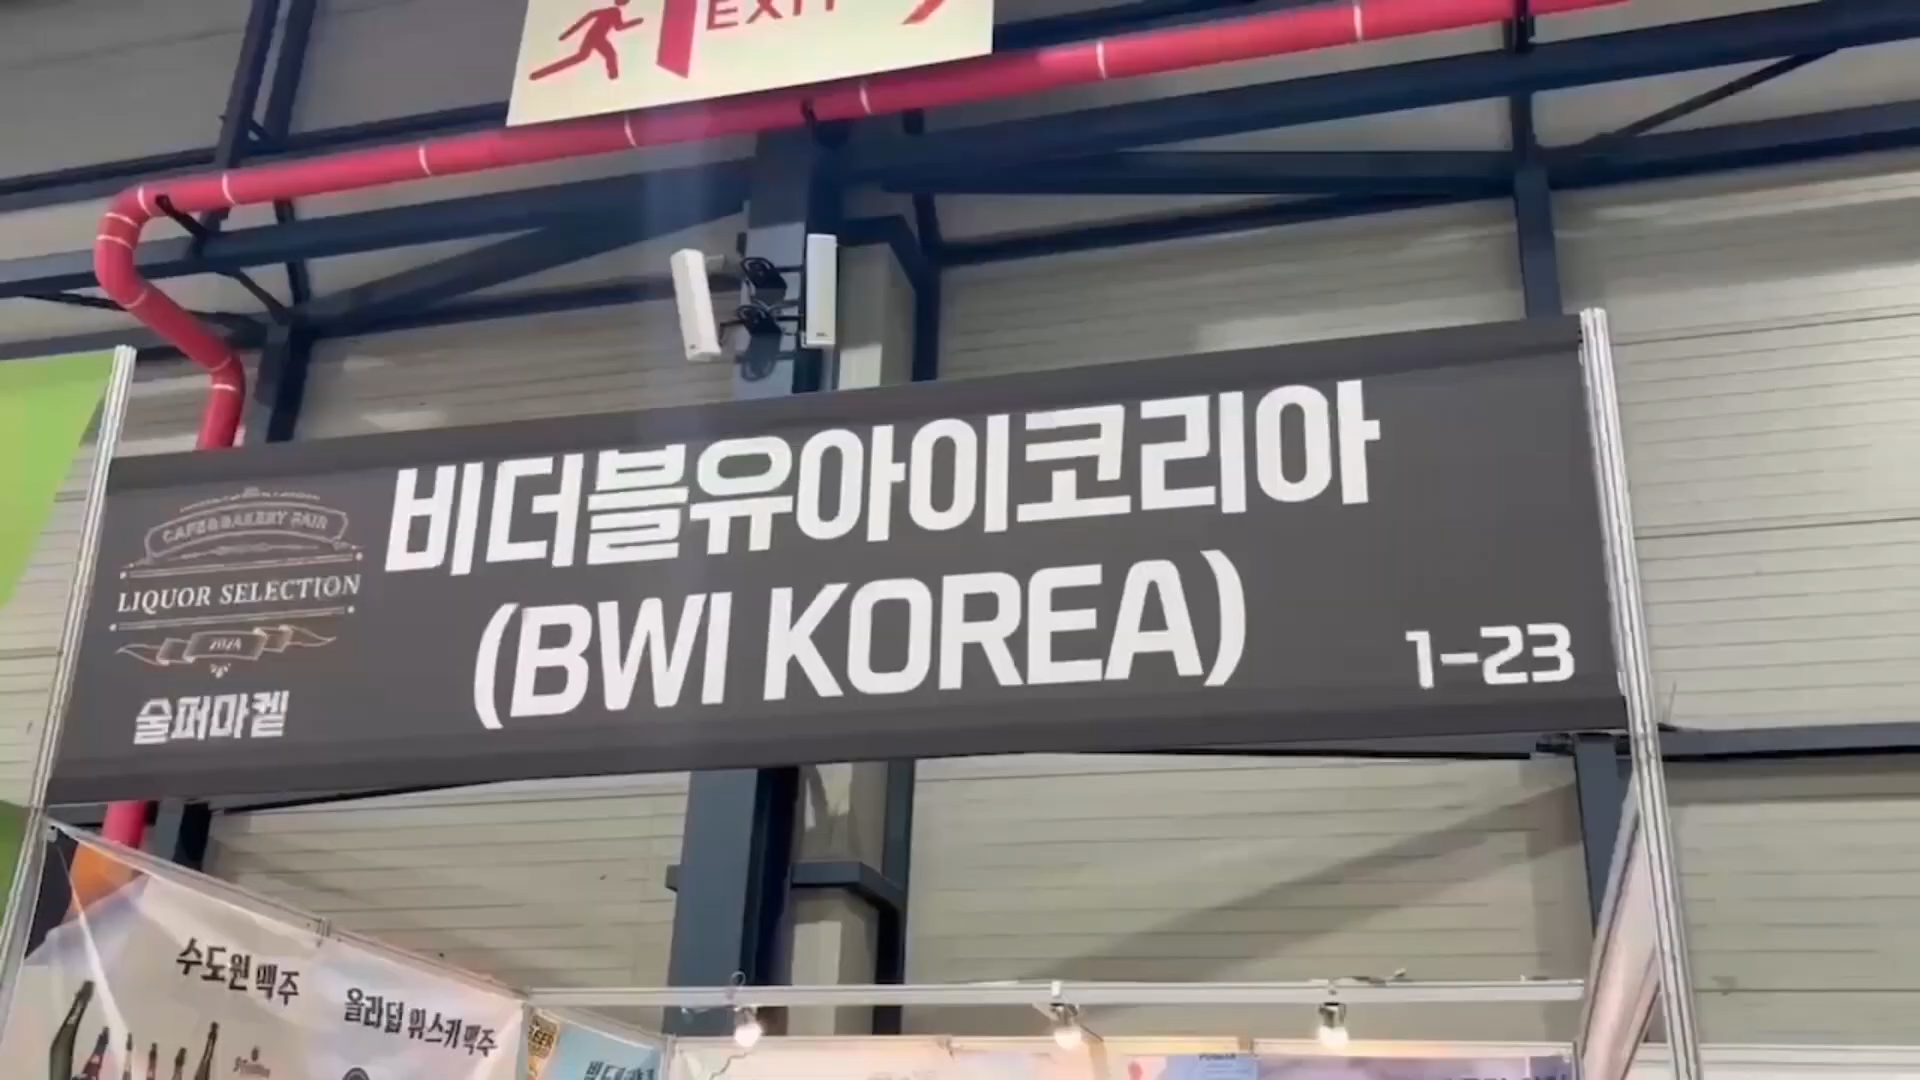 EXIT
CAFE&BAKERY FAIR
LIQUOR SELECTION
2024
술퍼마켙
비더블유아이코리아
(BWI KOREA)
1-23
수도원 맥주
올라덥 위스키 맥주
BEER